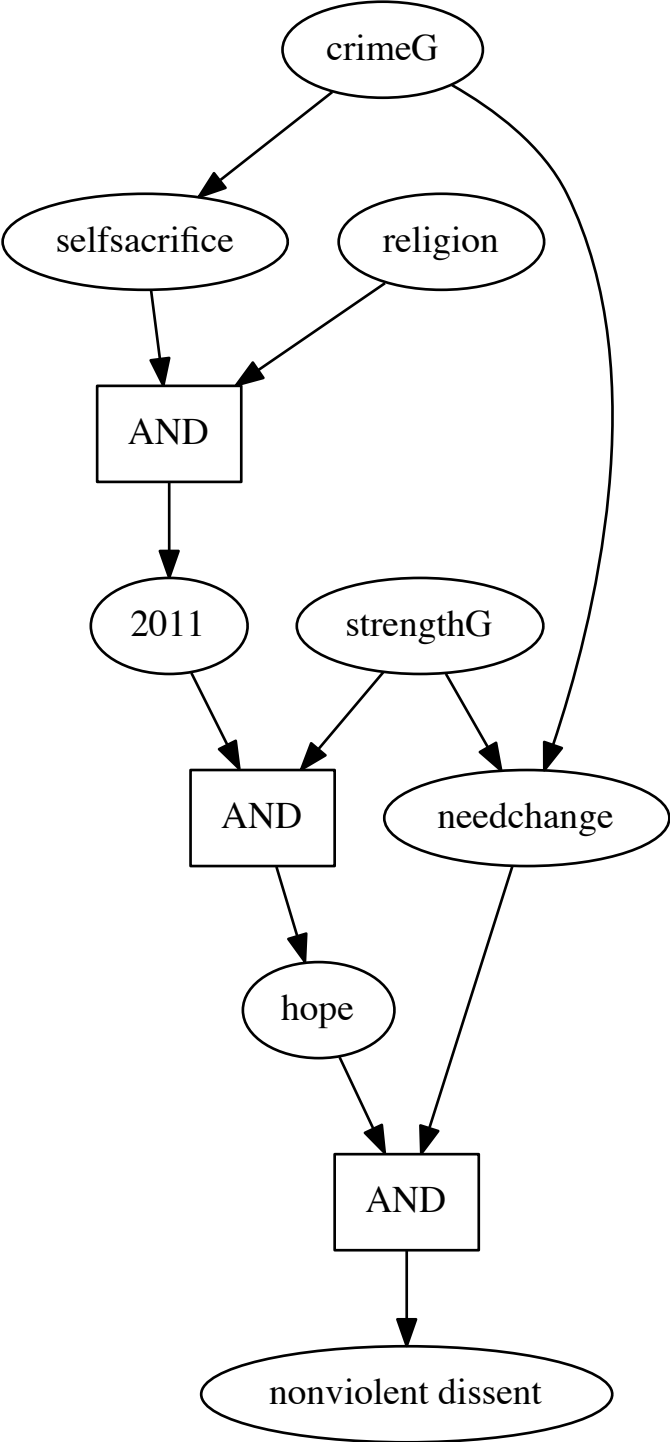 crimeG
selfsacrifice
religion
AND
2011
strengthG
AND
needchange
hope
AND
nonviolent dissent